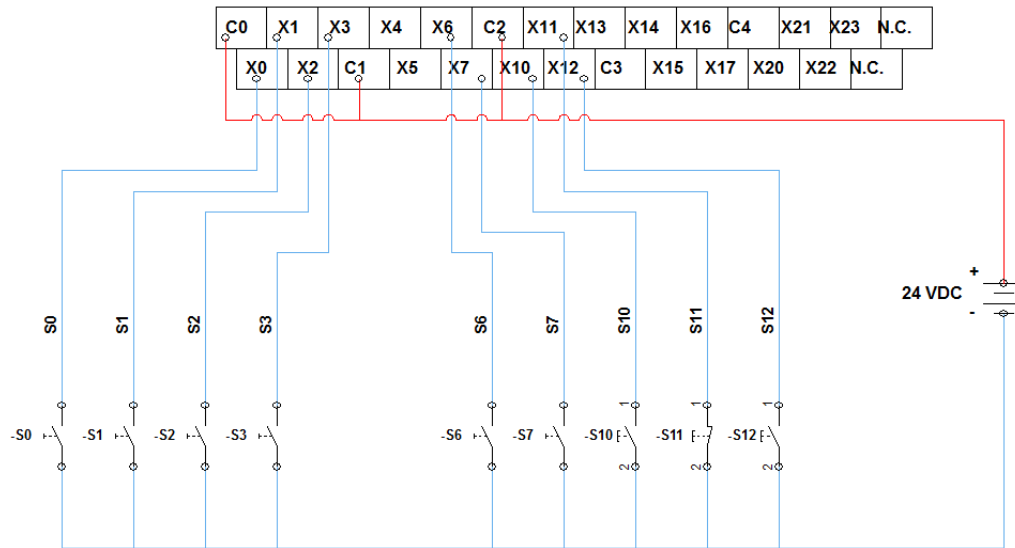 C0 X1 X3 X4 X6 C2 X11 X13 X14 X16 C4 X21 X23 N.C.
X0 X2 C1 X5 X7 X10 X12 C3 X15 X17 X20 X22 N.C.
+
24 VDC
-
S0 S1 S2 S3 S6 S7 S10 S11 S12
1 1 1
-S0 -S1 -S2 -S3 -S6 -S7 -S10 -S11 -S12
2 2 2